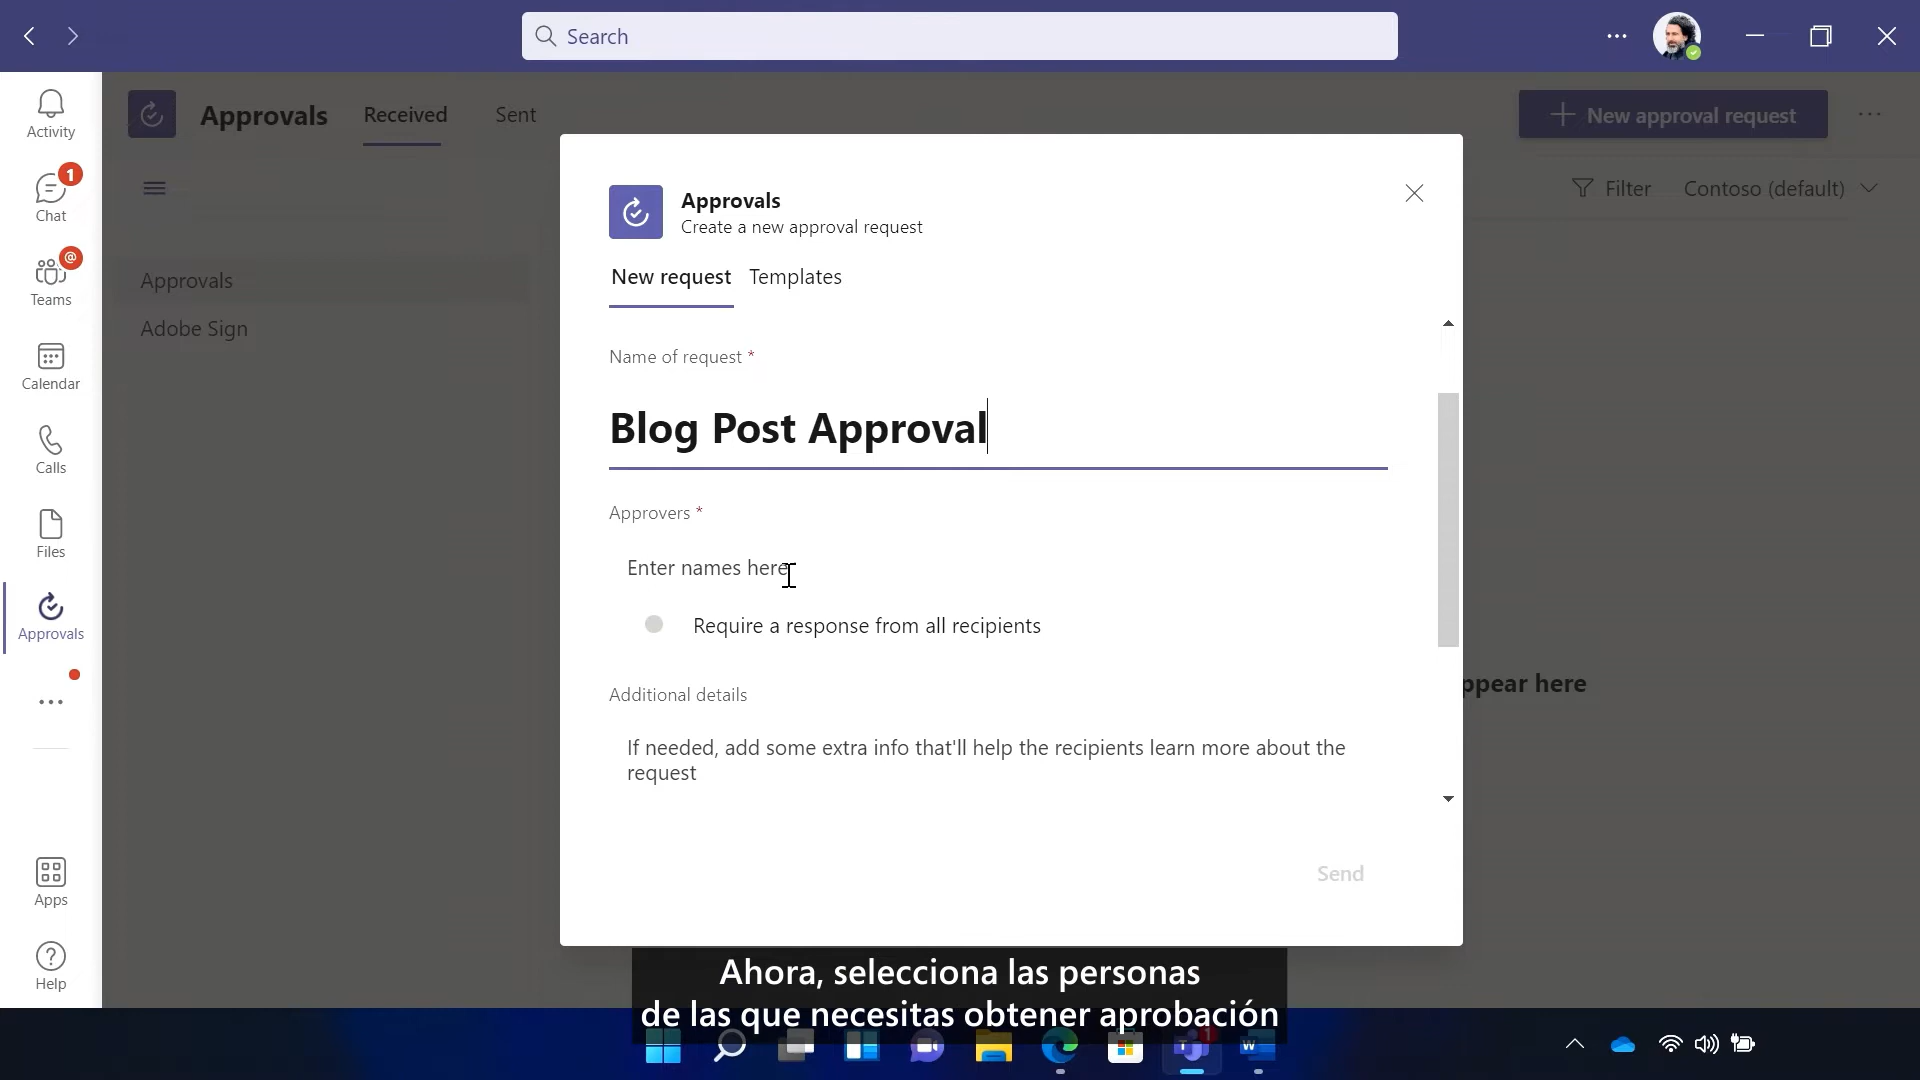 Search
Activity
1
Chat
@
Teams
Calendar
Calls
Files
Approvals
Apps
Help
Approvals
Received
Sent
New approval request
Filter
Contoso (default)
Approvals
Adobe Sign
Approvals
Create a new approval request
New request
Templates
Name of request *
Blog Post Approval
Approvers *
Enter names here
Require a response from all recipients
Additional details
If needed, add some extra info that'll help the recipients learn more about the
request
Send
ppear here
Ahora, selecciona las personas
de las que necesitas obtener aprobación
T
1
W